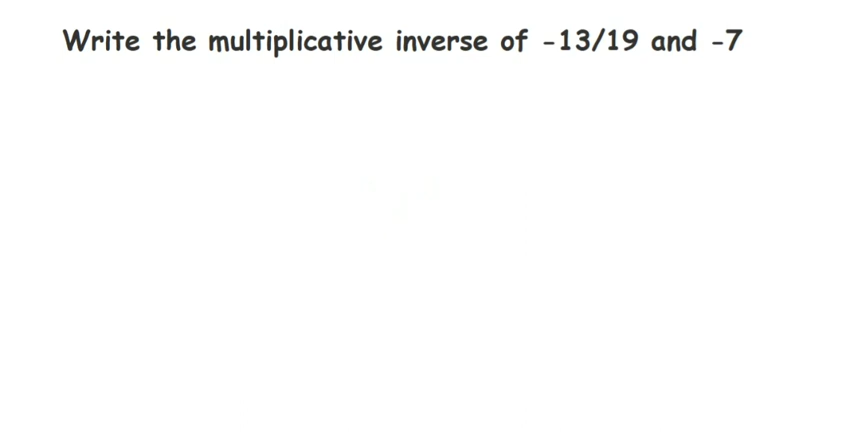 Write the multiplicative inverse of -13/19 and -7